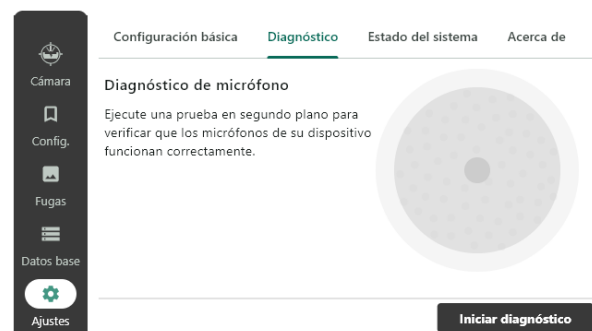 Configuración básica
Diagnóstico
Estado del sistema
Acerca de
Cámara
Config.
Fugas
Datos base
Ajustes
Diagnóstico de micrófono
Ejecute una prueba en segundo plano para
verificar que los micrófonos de su dispositivo
funcionan correctamente.
Iniciar diagnóstico